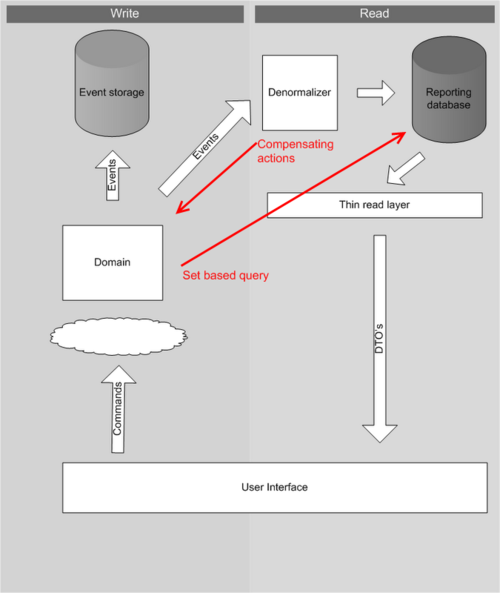 Write
Read
Event storage
Denormalizer
Reporting
database
Events
Events
Compensating
actions
Thin read layer
Domain
Set based query
DTO's
Commands
User Interface